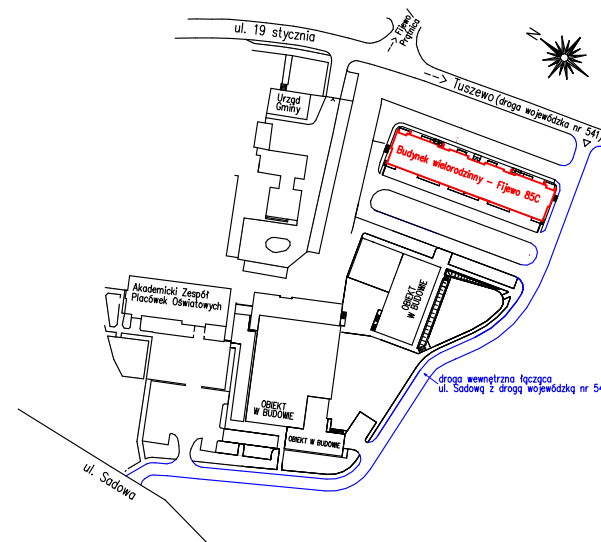 ul. 19 stycznia
--> Fijewo/
Prątnica
N
--> Tuszewo (droga wojewódzka nr 541)
Urząd
Gminy
Budynek wielorodzinny – Fijewo 85C
OBIEKT
W BUDOWIE
Akademicki Zespół
Placówek Oświatowych
droga wewnętrzna łącząca
ul. Sadową z drogą wojewódzką nr 54
OBIEKT
W BUDOWIE
OBIEKT W BUDOWIE
ul. Sadowa